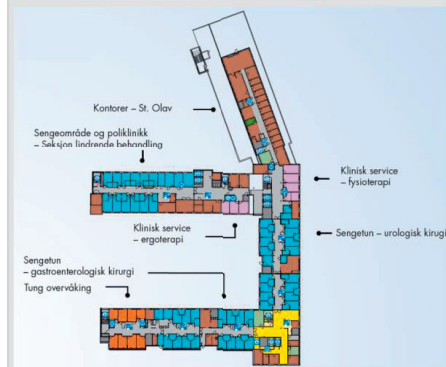 Kontorer – St. Olav
Sengeområde og poliklinikk
– Seksjon lindrende behandling
Klinisk service
– fysioterapi
Klinisk service
– ergoterapi
Sengetun – urologisk kirugi
Sengetun
– gastroenterologisk kirurgi
Tung overvåking